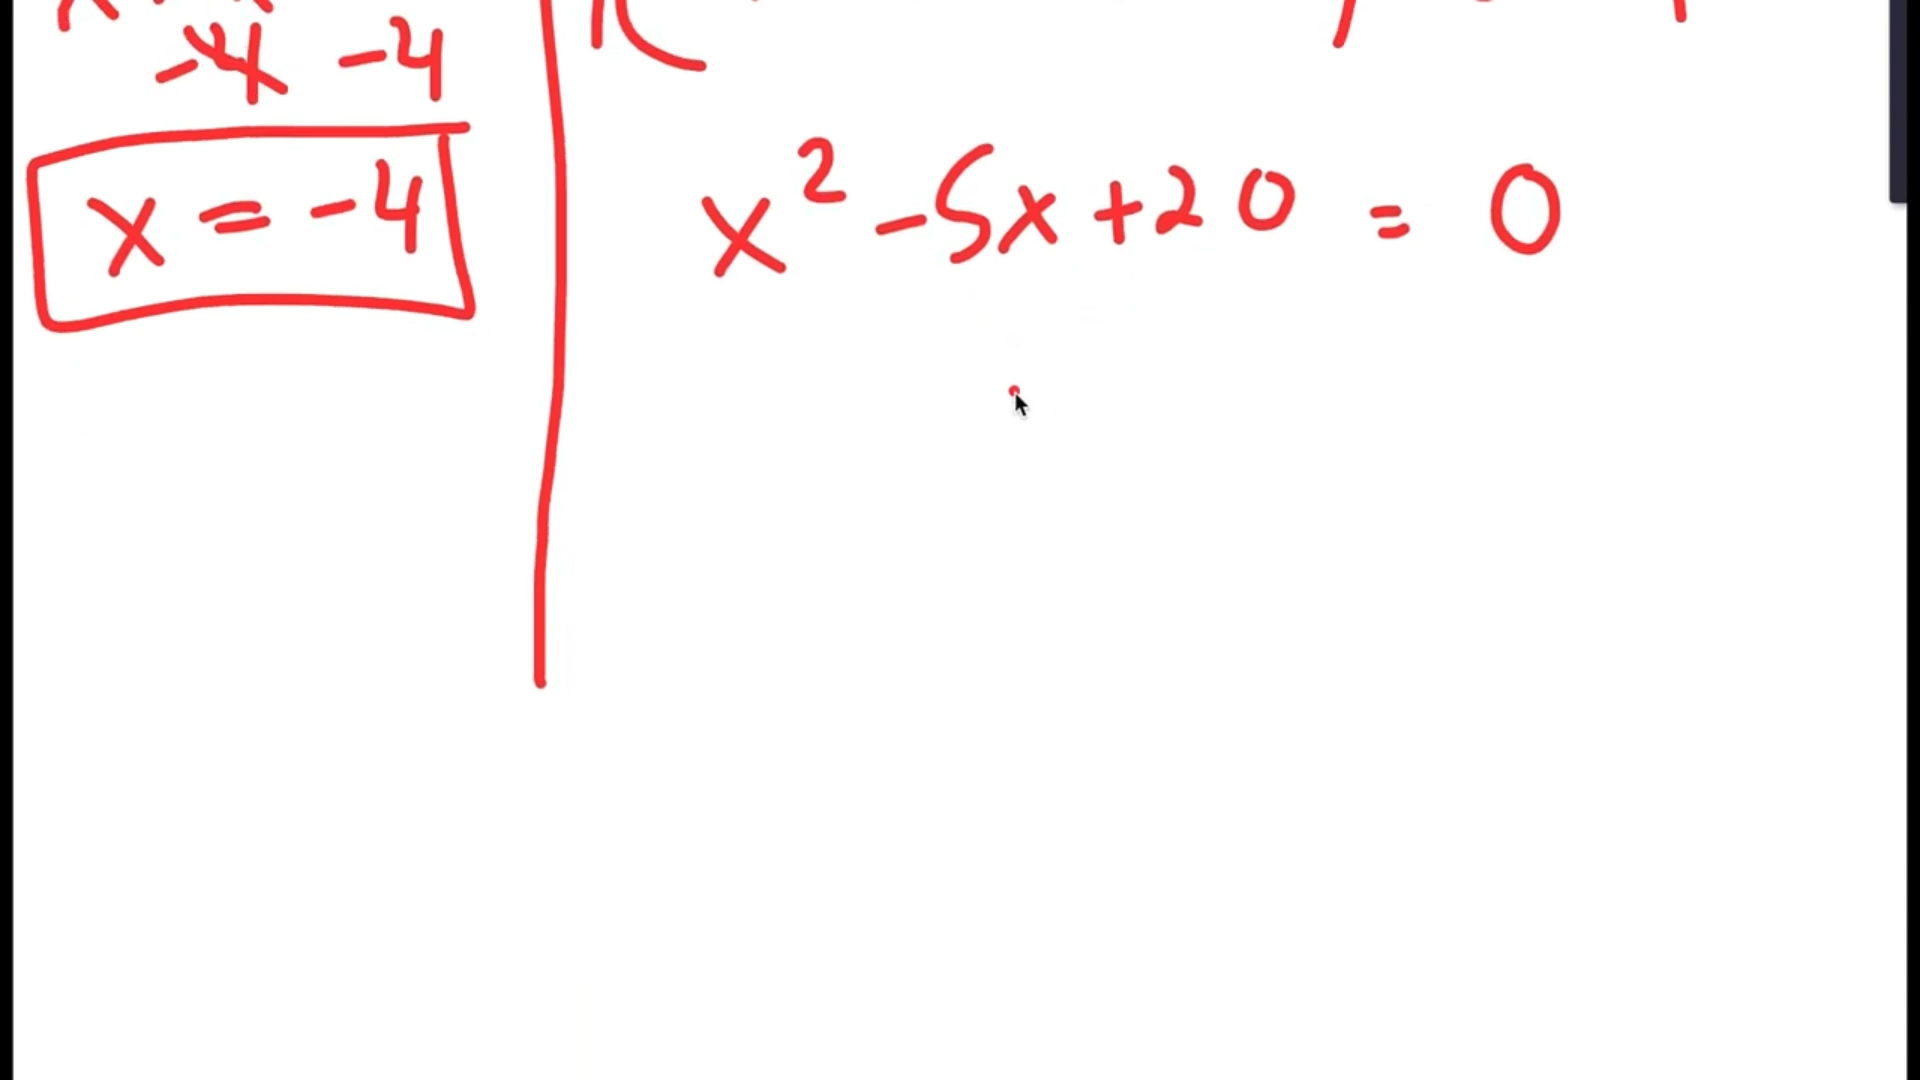 -4 -4
x = -4
x² -5x +20 = 0